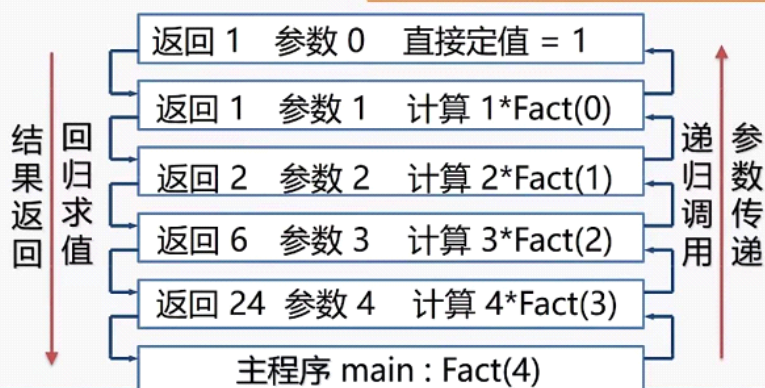 返回 1 参数 0 直接定值 = 1
返回 1 参数 1 计算 1*Fact(0)
返回 2 参数 2 计算 2*Fact(1)
返回 6 参数 3 计算 3*Fact(2)
返回 24 参数 4 计算 4*Fact(3)
主程序 main : Fact(4)
结果返回
回归求值
递归调用
参数传递